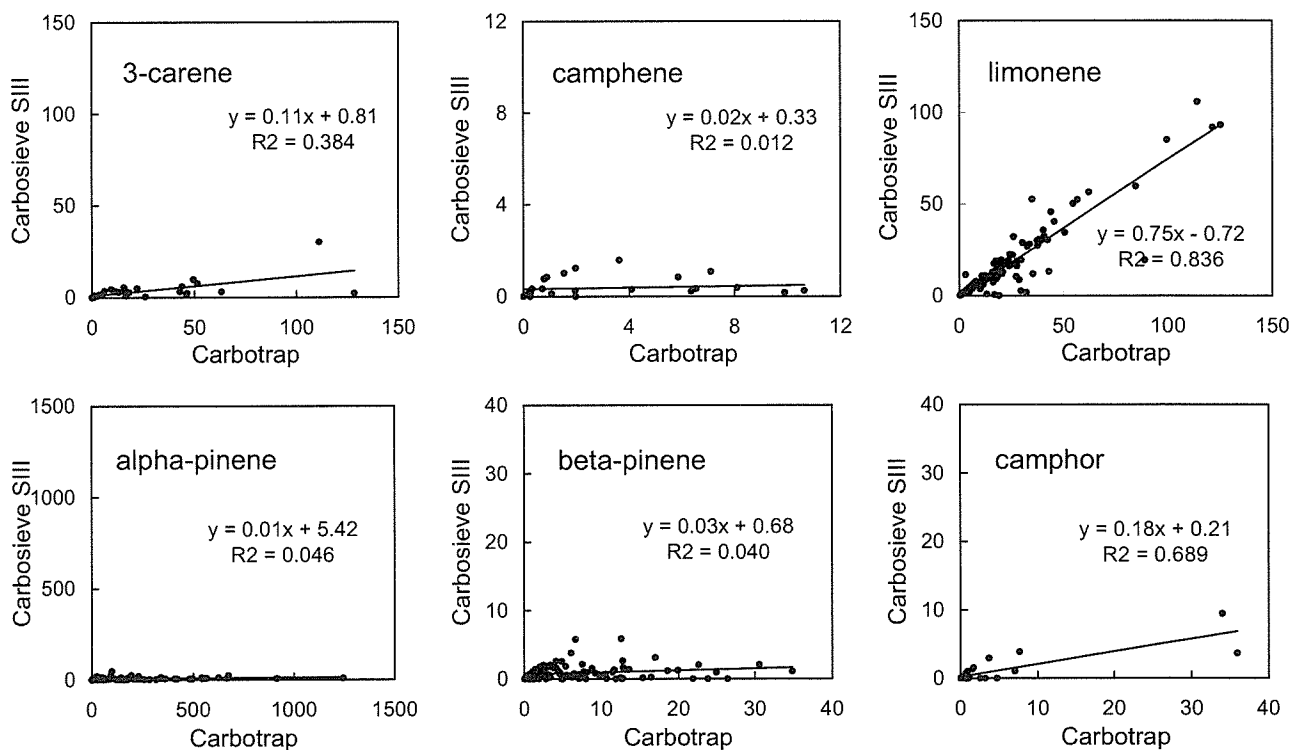 150
100
50
0
Carbosieve SIII
3-carene
y = 0.11x + 0.81
R2 = 0.384
0 50 100 150
Carbotrap
12
8
4
0
Carbosieve SIII
camphene
y = 0.02x + 0.33
R2 = 0.012
0 4 8 12
Carbotrap
150
100
50
0
Carbosieve SIII
limonene
y = 0.75x - 0.72
R2 = 0.836
0 50 100 150
Carbotrap
1500
1000
500
0
Carbosieve SIII
alpha-pinene
y = 0.01x + 5.42
R2 = 0.046
0 500 1000 1500
Carbotrap
40
30
20
10
0
Carbosieve SIII
beta-pinene
y = 0.03x + 0.68
R2 = 0.040
0 10 20 30 40
Carbotrap
40
30
20
10
0
Carbosieve SIII
camphor
y = 0.18x + 0.21
R2 = 0.689
0 10 20 30 40
Carbotrap